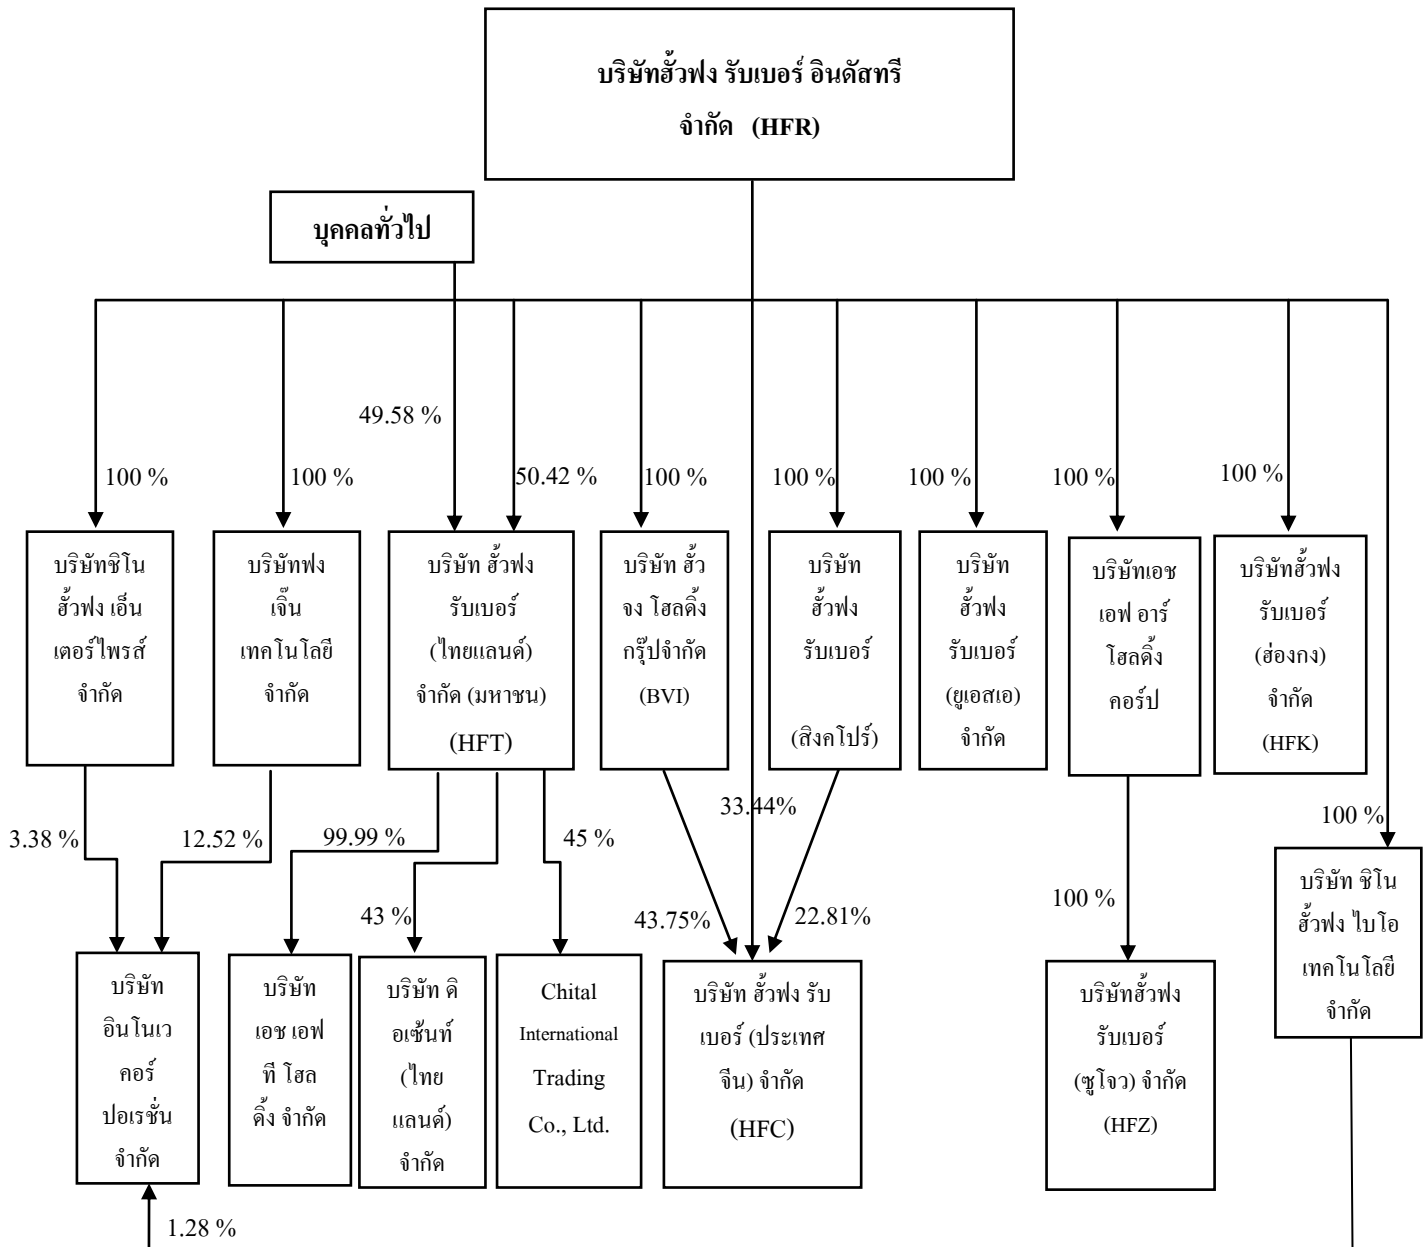 บริษัทฮั้วฟง รับเบอร์ อินดัสทรี
จำกัด (HFR)
บุคคลทั่วไป
49.58 %
100 %
100 %
50.42 %
100 %
100 %
100 %
100 %
100 %
บริษัทชิโน
ฮั้วฟง เอ็น
เตอร์ไพรส์
จำกัด
บริษัทฟง
เจิ๊น
เทคโนโลยี
จำกัด
บริษัท ฮั้วฟง
รับเบอร์
(ไทยแลนด์)
จำกัด (มหาชน)
(HFT)
บริษัท ฮั้ว
จง โฮลดิ้ง
กรุ๊ปจำกัด
(BVI)
บริษัท
ฮั้วฟง
รับเบอร์
(สิงคโปร์)
บริษัท
ฮั้วฟง
รับเบอร์
(ยูเอสเอ)
จำกัด
บริษัทเอช
เอฟ อาร์
โฮลดิ้ง
คอร์ป
บริษัทฮั้วฟง
รับเบอร์
(ฮ่องกง)
จำกัด
(HFK)
3.38 %
12.52 %
99.99 %
45 %
33.44%
100 %
43 %
43.75%
22.81%
100 %
บริษัท ชิโน
ฮั้วฟง ไบโอ
เทคโนโลยี
จำกัด
บริษัท
อินโนเว
คอร์
ปอเรชั่น
จำกัด
บริษัท
เอช เอฟ
ที โฮล
ดิ้ง จำกัด
บริษัท ดิ
อเซ้นท์
(ไทย
แลนด์)
จำกัด
Chital
International
Trading
Co., Ltd.
บริษัท ฮั้วฟง รับ
เบอร์ (ประเทศ
จีน) จำกัด
(HFC)
บริษัทฮั้วฟง
รับเบอร์
(ซูโจว) จำกัด
(HFZ)
1.28 %